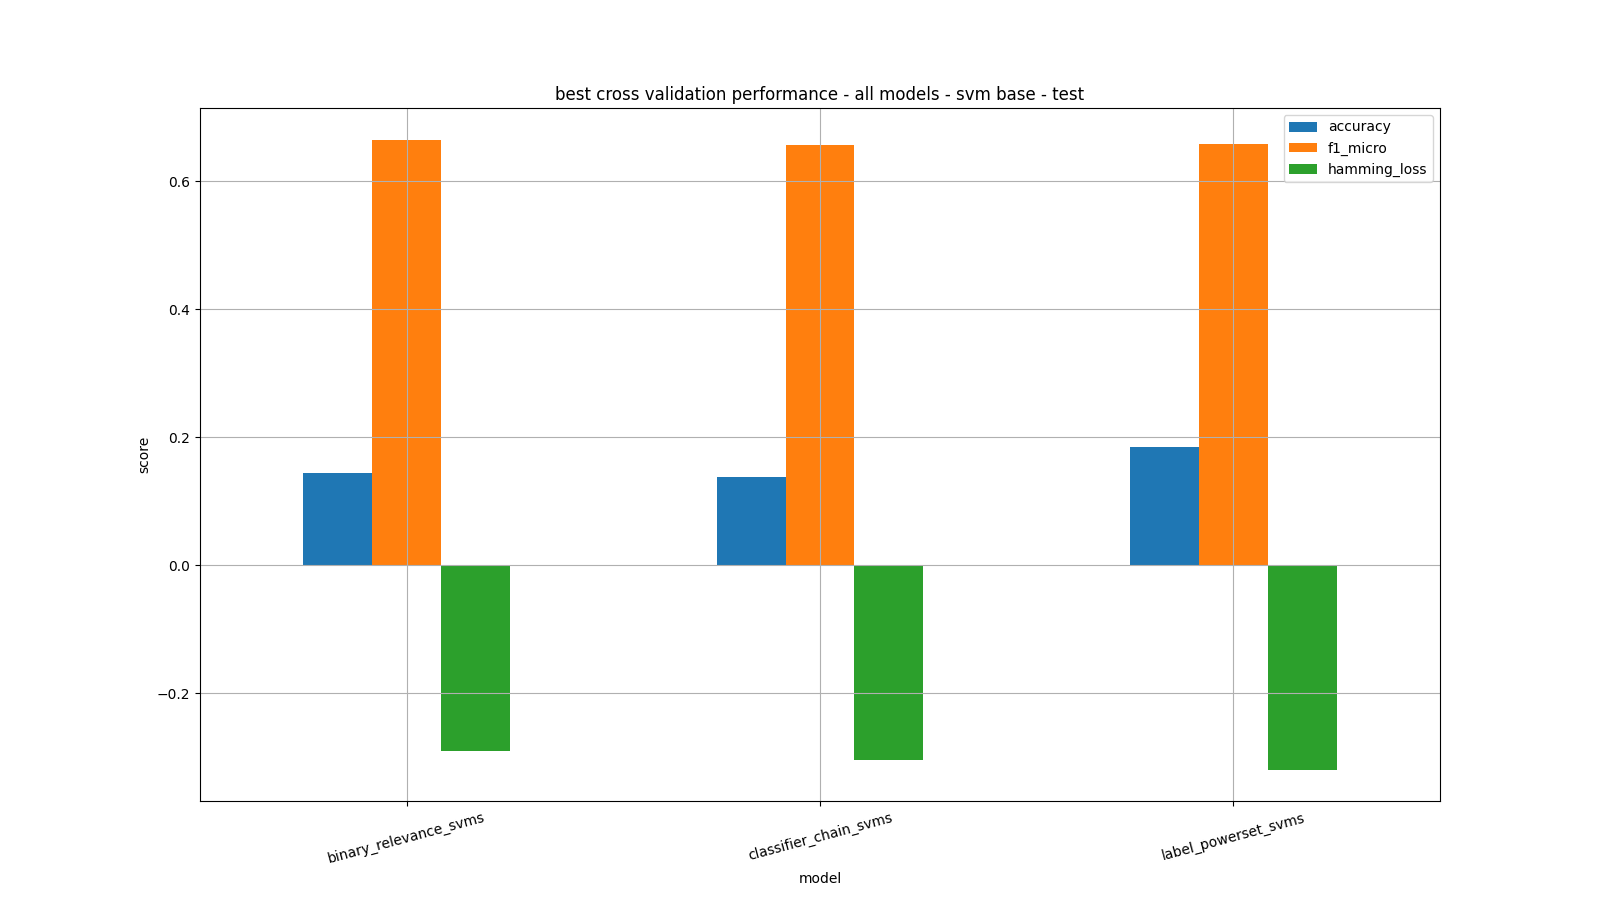 best cross validation performance - all models - svm base - test
accuracy
f1_micro
hamming_loss
0.6
0.4
0.2
0.0
−0.2
score
binary_relevance_svms
classifier_chain_svms
label_powerset_svms
model